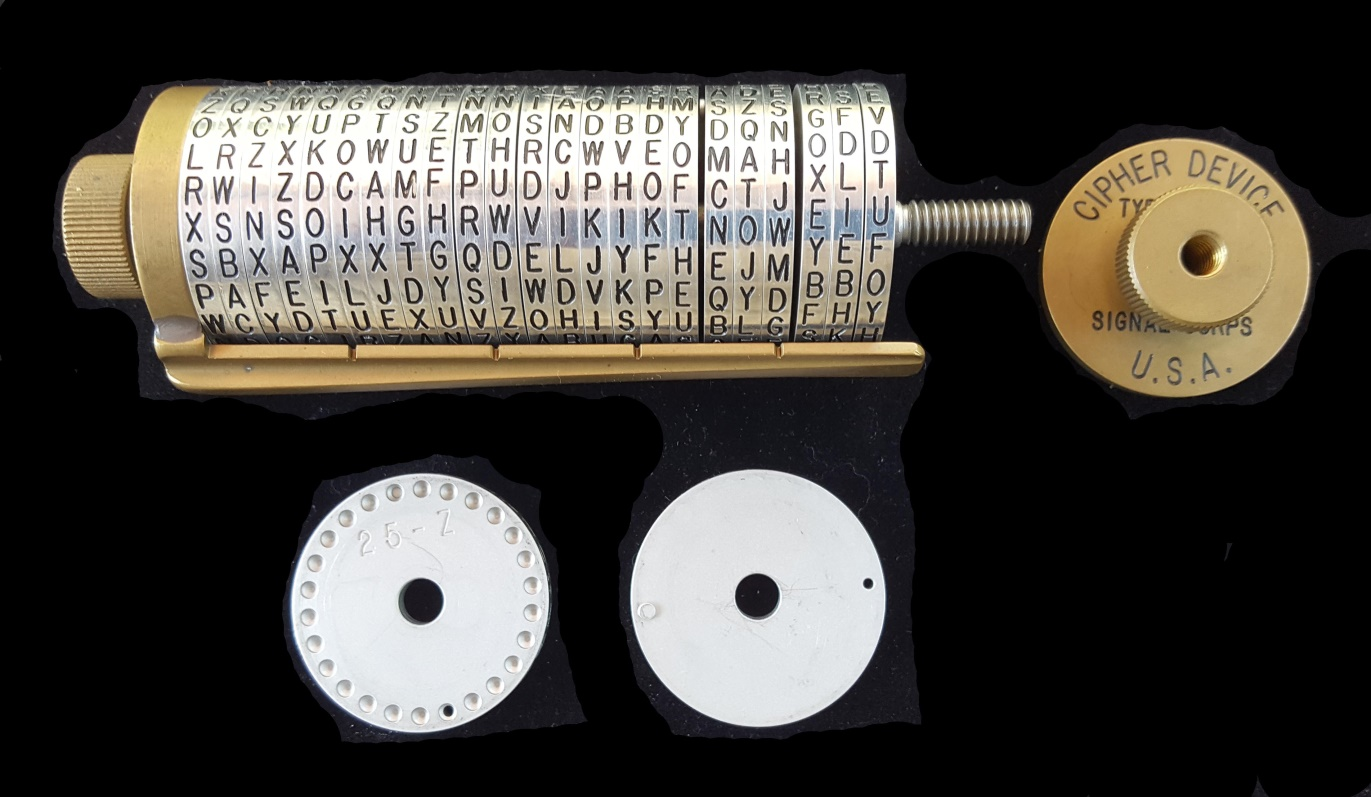 Z Q S W Q G Q N T N N I A O P H M S Z S R S E
O X C Y U P T S Z M O S N D B D Y D Q N G F V
L R Z X K O W U E T H R C W V E O M A H O D D
R W I Z D C A M F P U D J P H O F C T J X L T
X S N S O I H G H R W V I K I K T N O W E I U
S B X A P X X T G Q D E L J Y F H E J M Y E F
P A F E I L J D Y S I W D V K P E Q Y D B B O
W C Y D T U E X U V Z O H I S Y U B L G F H Y
CIPHER DEVICE
SIGNAL CORPS
U.S.A.
25-Z